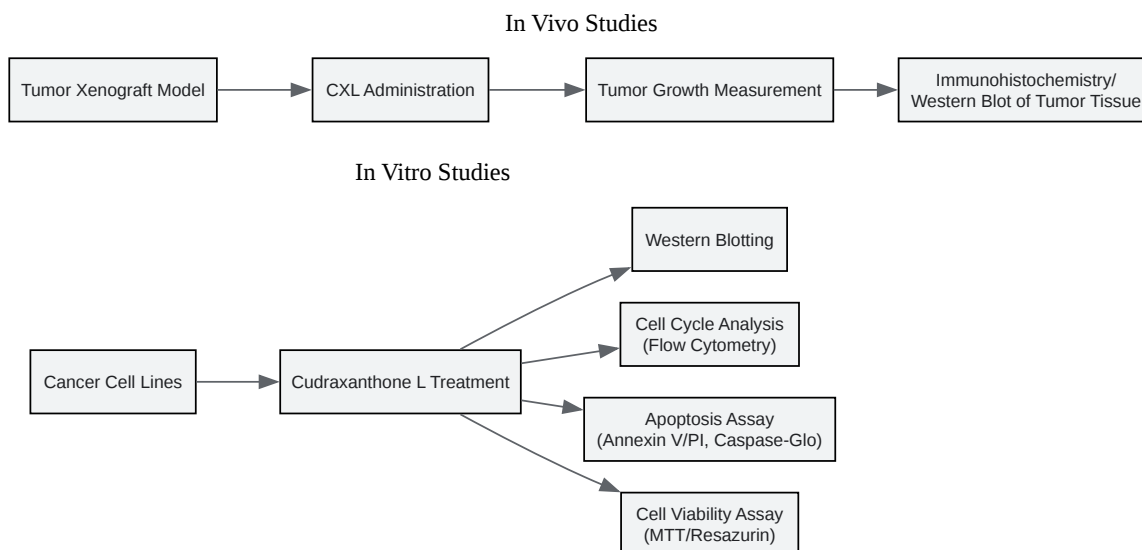 In Vivo Studies
Tumor Xenograft Model
CXL Administration
Tumor Growth Measurement
Immunohistochemistry/
Western Blot of Tumor Tissue
In Vitro Studies
Western Blotting
Cell Cycle Analysis
(Flow Cytometry)
Cancer Cell Lines
Cudraxanthone L Treatment
Apoptosis Assay
(Annexin V/PI, Caspase-Glo)
Cell Viability Assay
(MTT/Resazurin)